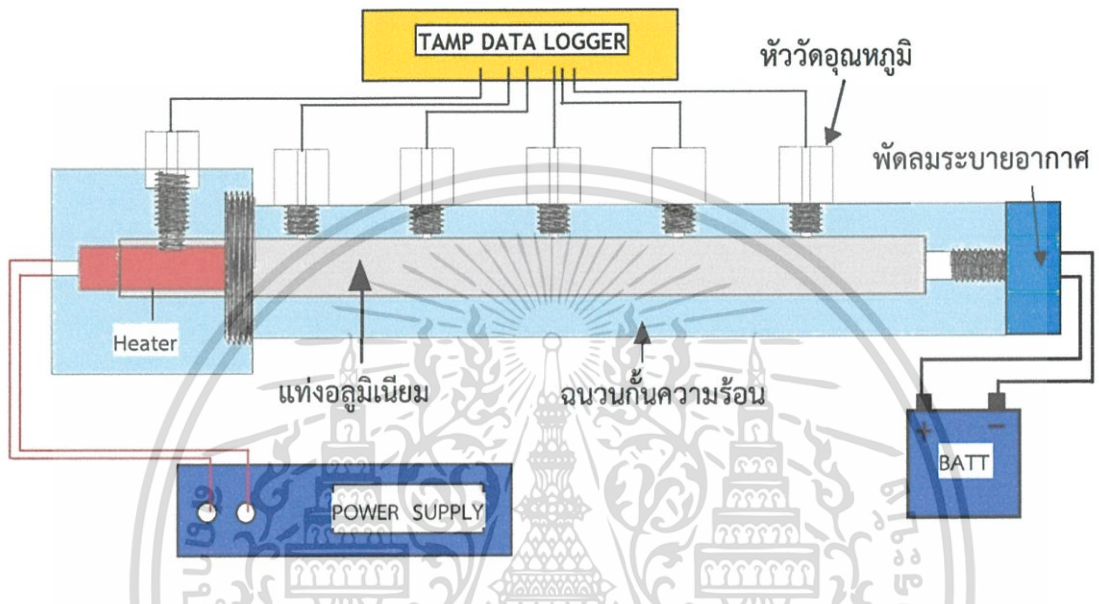 TAMP DATA LOGGER
หัววัดอุณหภูมิ
พัดลมระบายอากาศ
Heater
แท่งอลูมิเนียม
ฉนวนกั้นความร้อน
+
−
BATT
POWER SUPPLY